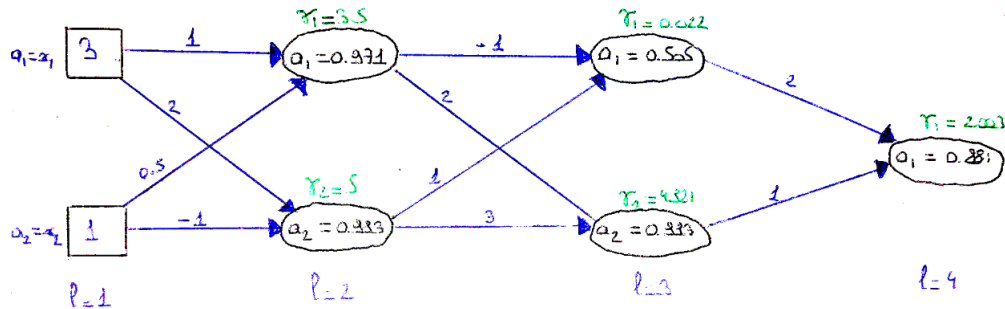 γ₁=3.5
γ₁=0.022
a₁=x₁
3
1
a₁=0.971
-1
a₁=0.505
2
2
2
γ₁=2.003
0.5
a₁=0.881
γ₂=5
1
γ₂=4.921
1
a₂=x₂
1
-1
a₂=0.993
3
a₂=0.993
l=1
l=2
l=3
l=4